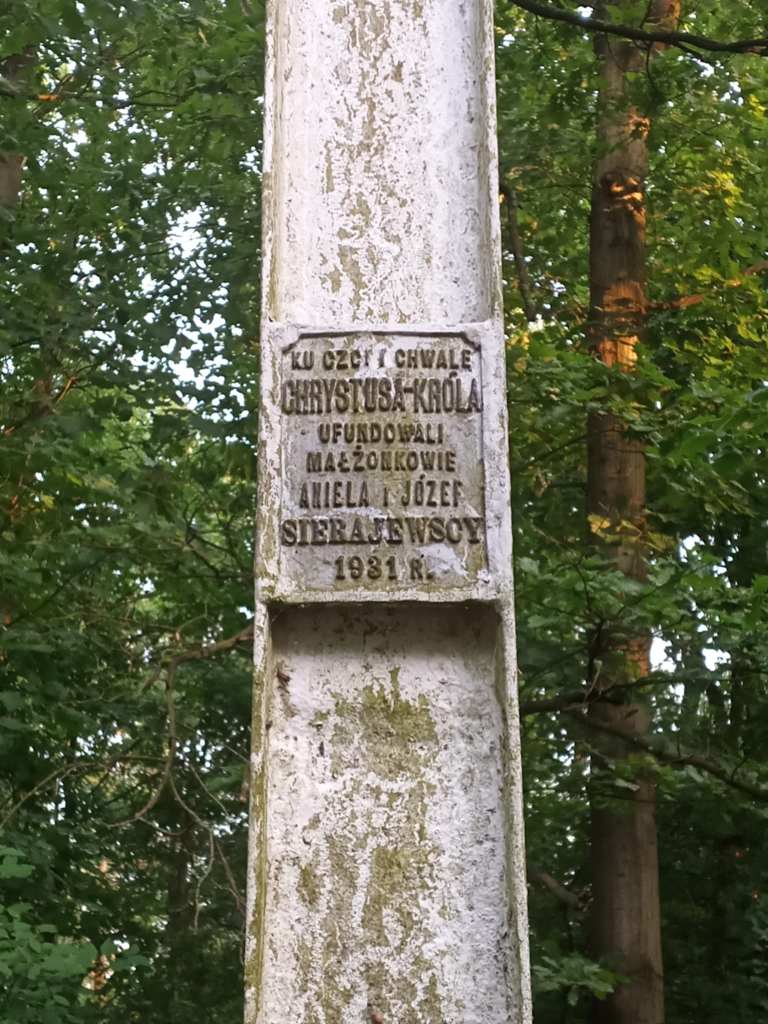 KU CZCI I CHWALE
CHRYSTUSA-KRÓLA
UFUNDOWALI
MAŁŻONKOWIE
ANIELA I JÓZEF
SIERAJEWSCY
1931 R.